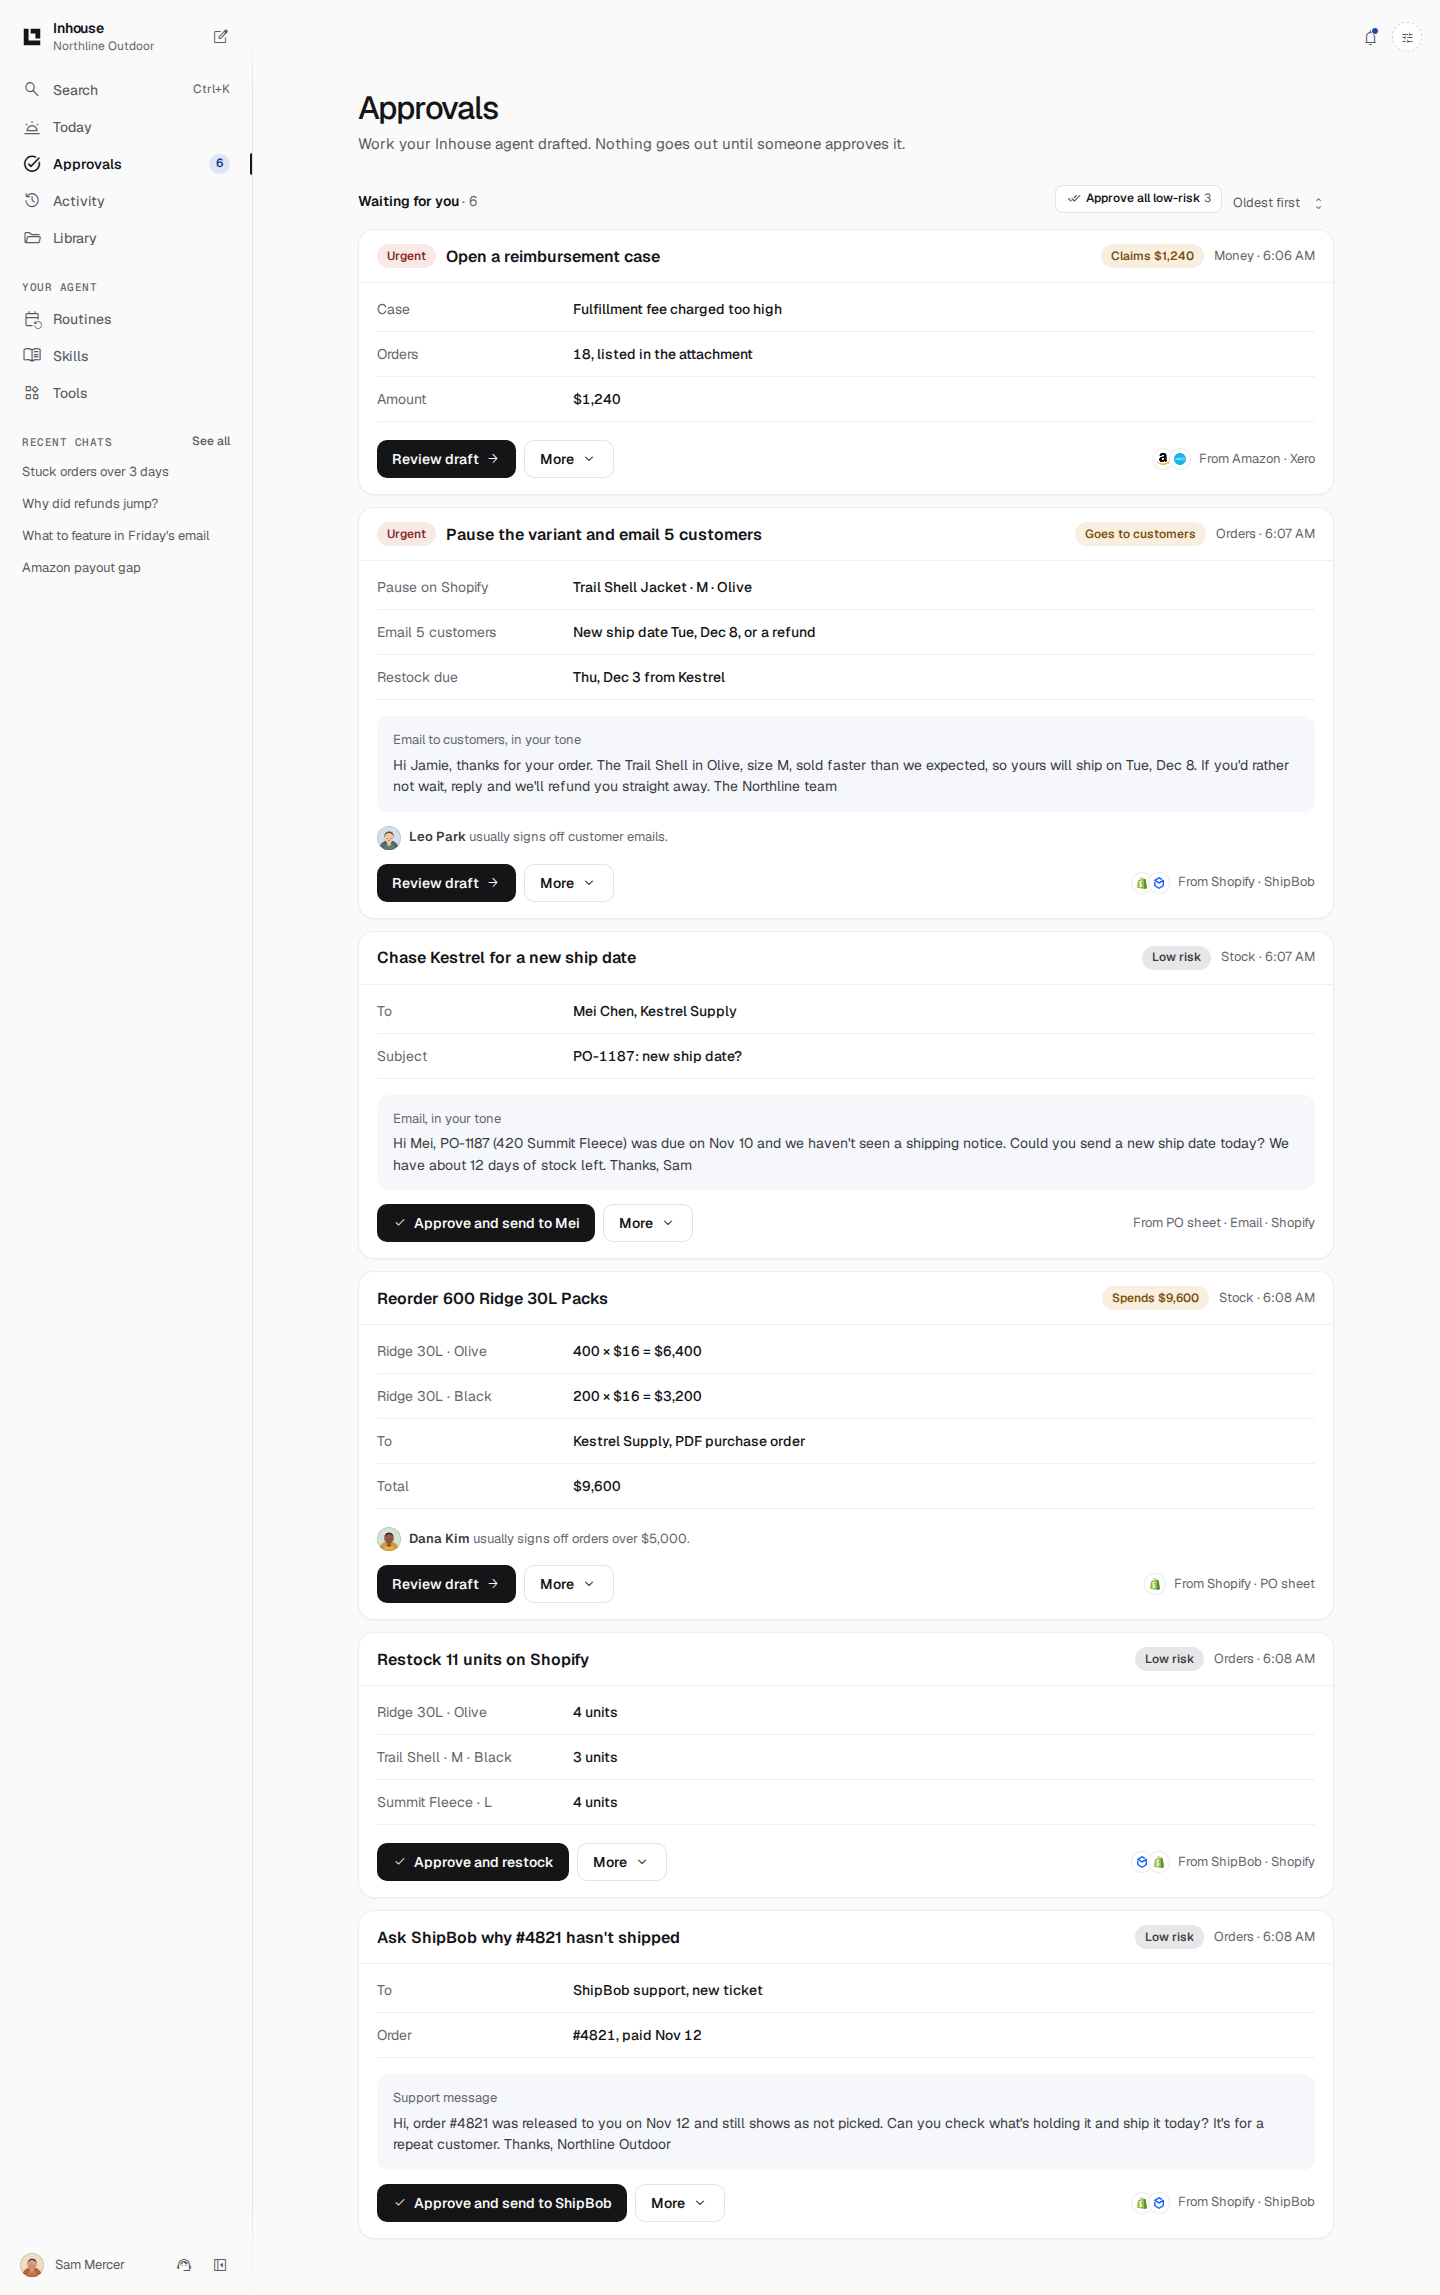 Inhouse
Northline Outdoor
Search Ctrl+K
Today
Approvals 6
Activity
Library
YOUR AGENT
Routines
Skills
Tools
RECENT CHATS See all
Stuck orders over 3 days
Why did refunds jump?
What to feature in Friday's email
Amazon payout gap
Sam Mercer
Approvals
Work your Inhouse agent drafted. Nothing goes out until someone approves it.
Waiting for you · 6 Approve all low-risk 3 Oldest first
Urgent Open a reimbursement case Claims $1,240 Money · 6:06 AM
Case Fulfillment fee charged too high
Orders 18, listed in the attachment
Amount $1,240
Review draft More From Amazon · Xero
Urgent Pause the variant and email 5 customers Goes to customers Orders · 6:07 AM
Pause on Shopify Trail Shell Jacket · M · Olive
Email 5 customers New ship date Tue, Dec 8, or a refund
Restock due Thu, Dec 3 from Kestrel
Email to customers, in your tone
Hi Jamie, thanks for your order. The Trail Shell in Olive, size M, sold faster than we expected, so yours will ship on Tue, Dec 8. If you'd rather
not wait, reply and we'll refund you straight away. The Northline team
Leo Park usually signs off customer emails.
Review draft More From Shopify · ShipBob
Chase Kestrel for a new ship date Low risk Stock · 6:07 AM
To Mei Chen, Kestrel Supply
Subject PO-1187: new ship date?
Email, in your tone
Hi Mei, PO-1187 (420 Summit Fleece) was due on Nov 10 and we haven't seen a shipping notice. Could you send a new ship date today? We
have about 12 days of stock left. Thanks, Sam
Approve and send to Mei More From PO sheet · Email · Shopify
Reorder 600 Ridge 30L Packs Spends $9,600 Stock · 6:08 AM
Ridge 30L · Olive 400 × $16 = $6,400
Ridge 30L · Black 200 × $16 = $3,200
To Kestrel Supply, PDF purchase order
Total $9,600
Dana Kim usually signs off orders over $5,000.
Review draft More From Shopify · PO sheet
Restock 11 units on Shopify Low risk Orders · 6:08 AM
Ridge 30L · Olive 4 units
Trail Shell · M · Black 3 units
Summit Fleece · L 4 units
Approve and restock More From ShipBob · Shopify
Ask ShipBob why #4821 hasn't shipped Low risk Orders · 6:08 AM
To ShipBob support, new ticket
Order #4821, paid Nov 12
Support message
Hi, order #4821 was released to you on Nov 12 and still shows as not picked. Can you check what's holding it and ship it today? It's for a
repeat customer. Thanks, Northline Outdoor
Approve and send to ShipBob More From Shopify · ShipBob